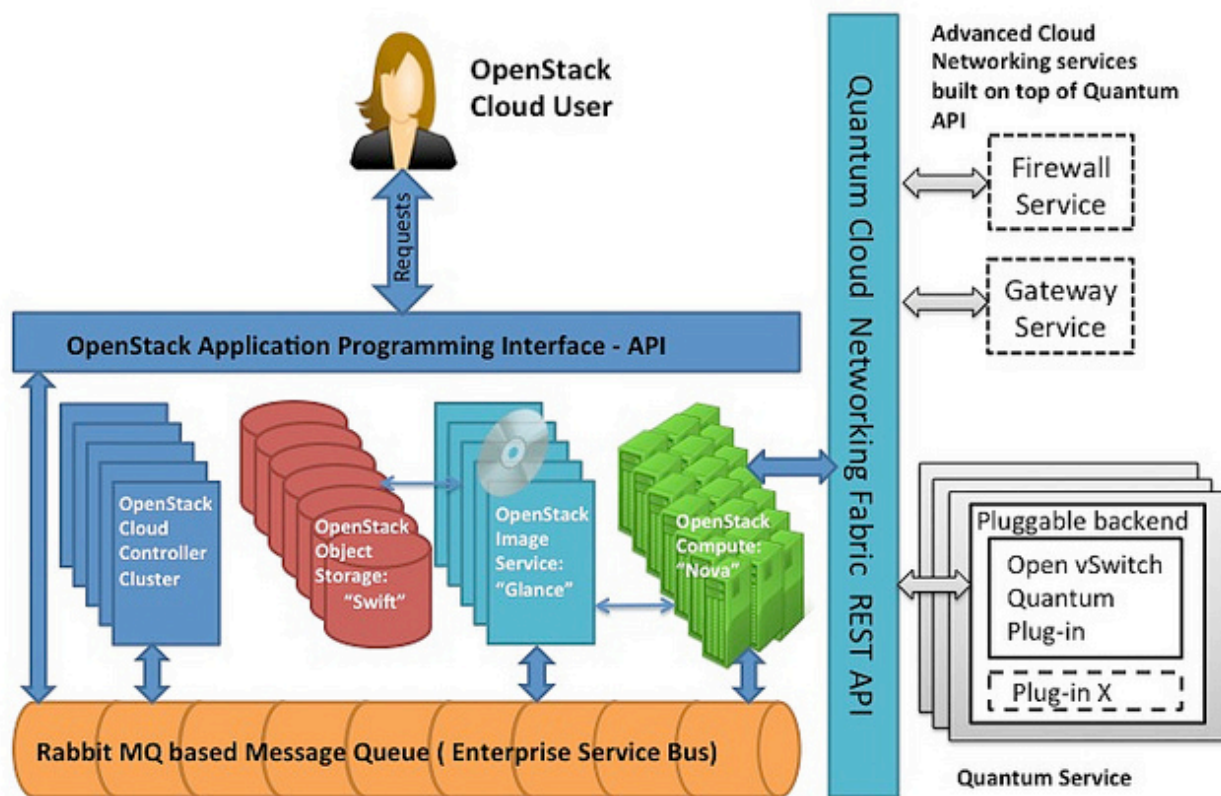 OpenStack
Cloud User
Requests
OpenStack Application Programming Interface - API
OpenStack
Cloud
Controller
Cluster
OpenStack
Object
Storage:
“Swift”
OpenStack
Image
Service:
“Glance”
OpenStack
Compute:
“Nova”
Rabbit MQ based Message Queue ( Enterprise Service Bus)
Quantum Cloud Networking Fabric REST API
Advanced Cloud
Networking services
built on top of Quantum
API
Firewall
Service
Gateway
Service
Pluggable backend
Open vSwitch
Quantum
Plug-in
Plug-in X
Quantum Service